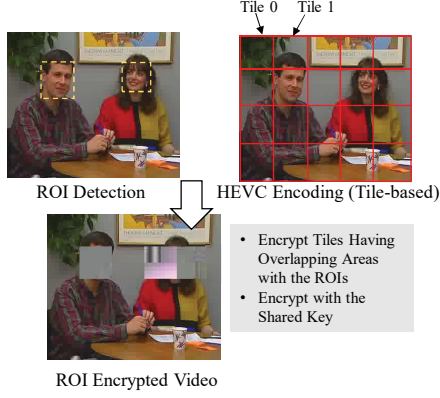 Tile 0 Tile 1
ROI Detection
HEVC Encoding (Tile-based)
• Encrypt Tiles Having
Overlapping Areas
with the ROIs
• Encrypt with the
Shared Key
ROI Encrypted Video